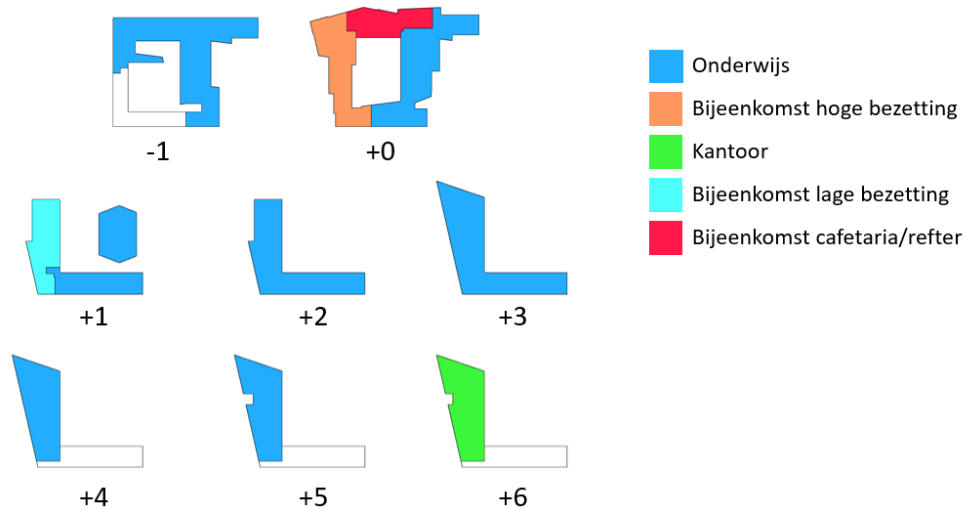 -1
+0
Onderwijs
Bijeenkomst hoge bezetting
Kantoor
Bijeenkomst lage bezetting
Bijeenkomst cafetaria/refter
+1
+2
+3
+4
+5
+6